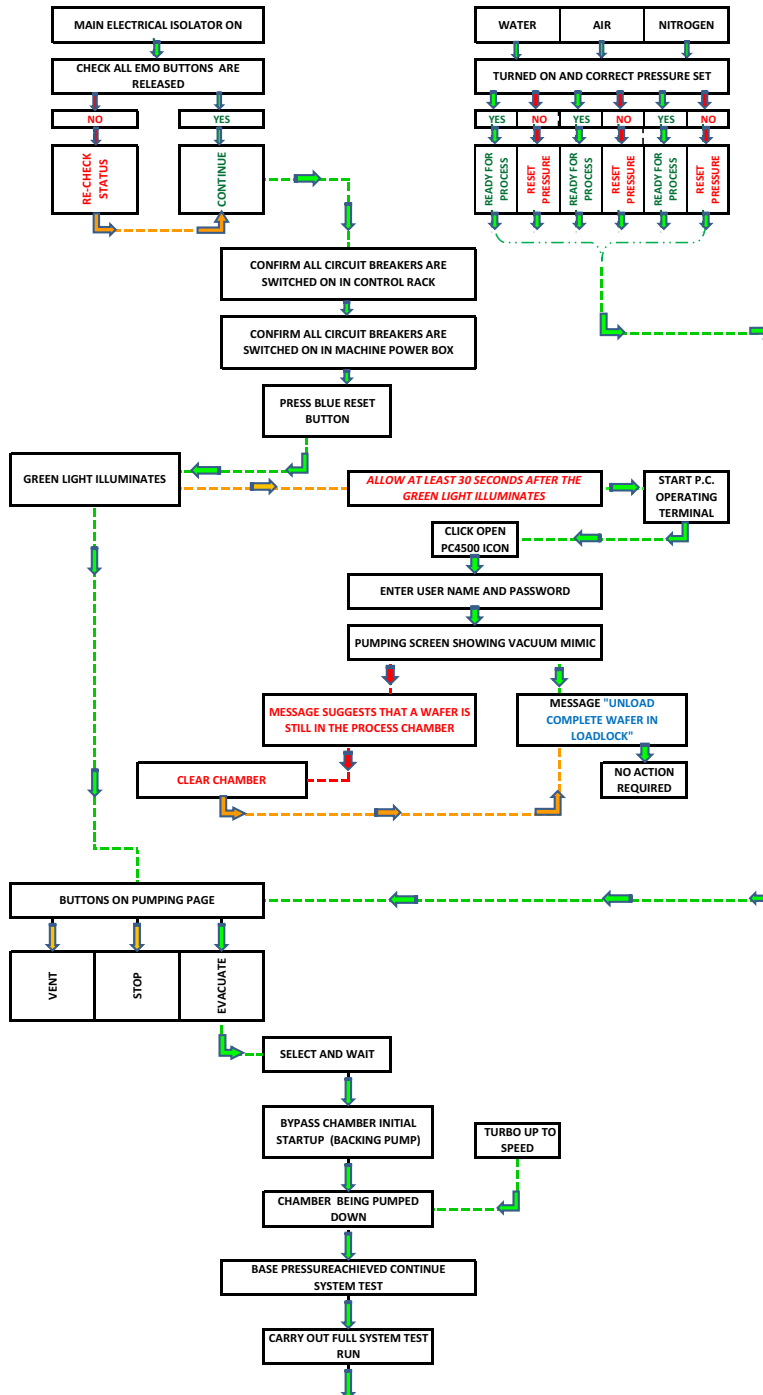 MAIN ELECTRICAL ISOLATOR ON
WATER
AIR
NITROGEN
CHECK ALL EMO BUTTONS ARE
RELEASED
TURNED ON AND CORRECT PRESSURE SET
NO
YES
YES
NO
YES
NO
YES
NO
RE-CHECK
STATUS
CONTINUE
READY FOR
PROCESS
RESET
PRESSURE
READY FOR
PROCESS
RESET
PRESSURE
READY FOR
PROCESS
RESET
PRESSURE
CONFIRM ALL CIRCUIT BREAKERS ARE
SWITCHED ON IN CONTROL RACK
CONFIRM ALL CIRCUIT BREAKERS ARE
SWITCHED ON IN MACHINE POWER BOX
PRESS BLUE RESET
BUTTON
GREEN LIGHT ILLUMINATES
ALLOW AT LEAST 30 SECONDS AFTER THE
GREEN LIGHT ILLUMINATES
START P.C.
OPERATING
TERMINAL
CLICK OPEN
PC4500 ICON
ENTER USER NAME AND PASSWORD
PUMPING SCREEN SHOWING VACUUM MIMIC
MESSAGE SUGGESTS THAT A WAFER IS
STILL IN THE PROCESS CHAMBER
MESSAGE "UNLOAD
COMPLETE WAFER IN
LOADLOCK"
CLEAR CHAMBER
NO ACTION
REQUIRED
BUTTONS ON PUMPING PAGE
VENT
STOP
EVACUATE
SELECT AND WAIT
BYPASS CHAMBER INITIAL
STARTUP (BACKING PUMP)
TURBO UP TO
SPEED
CHAMBER BEING PUMPED
DOWN
BASE PRESSUREACHIEVED CONTINUE
SYSTEM TEST
CARRY OUT FULL SYSTEM TEST
RUN